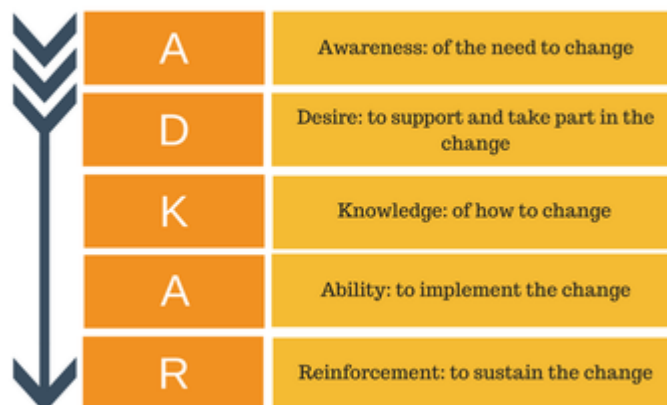 A
Awareness: of the need to change
D
Desire: to support and take part in the
change
K
Knowledge: of how to change
A
Ability: to implement the change
R
Reinforcement: to sustain the change